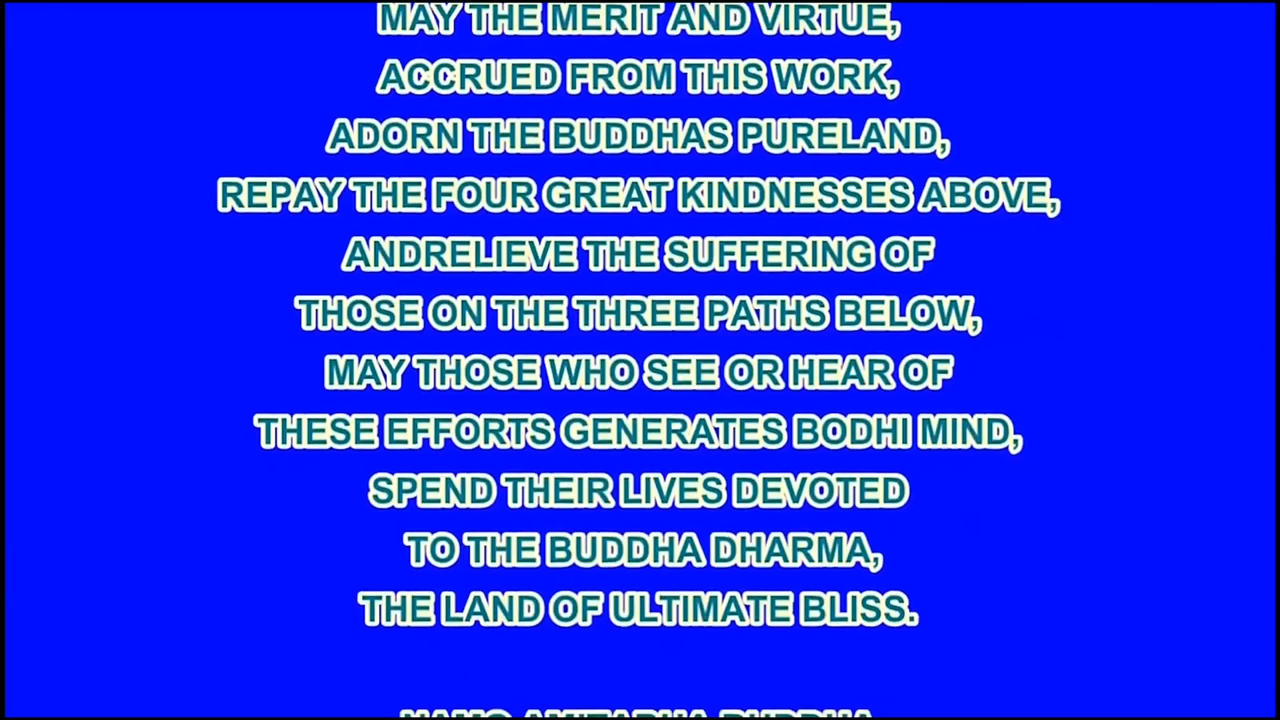 MAY THE MERIT AND VIRTUE,
ACCRUED FROM THIS WORK,
ADORN THE BUDDHAS PURELAND,
REPAY THE FOUR GREAT KINDNESSES ABOVE,
ANDRELIEVE THE SUFFERING OF
THOSE ON THE THREE PATHS BELOW,
MAY THOSE WHO SEE OR HEAR OF
THESE EFFORTS GENERATES BODHI MIND,
SPEND THEIR LIVES DEVOTED
TO THE BUDDHA DHARMA,
THE LAND OF ULTIMATE BLISS.